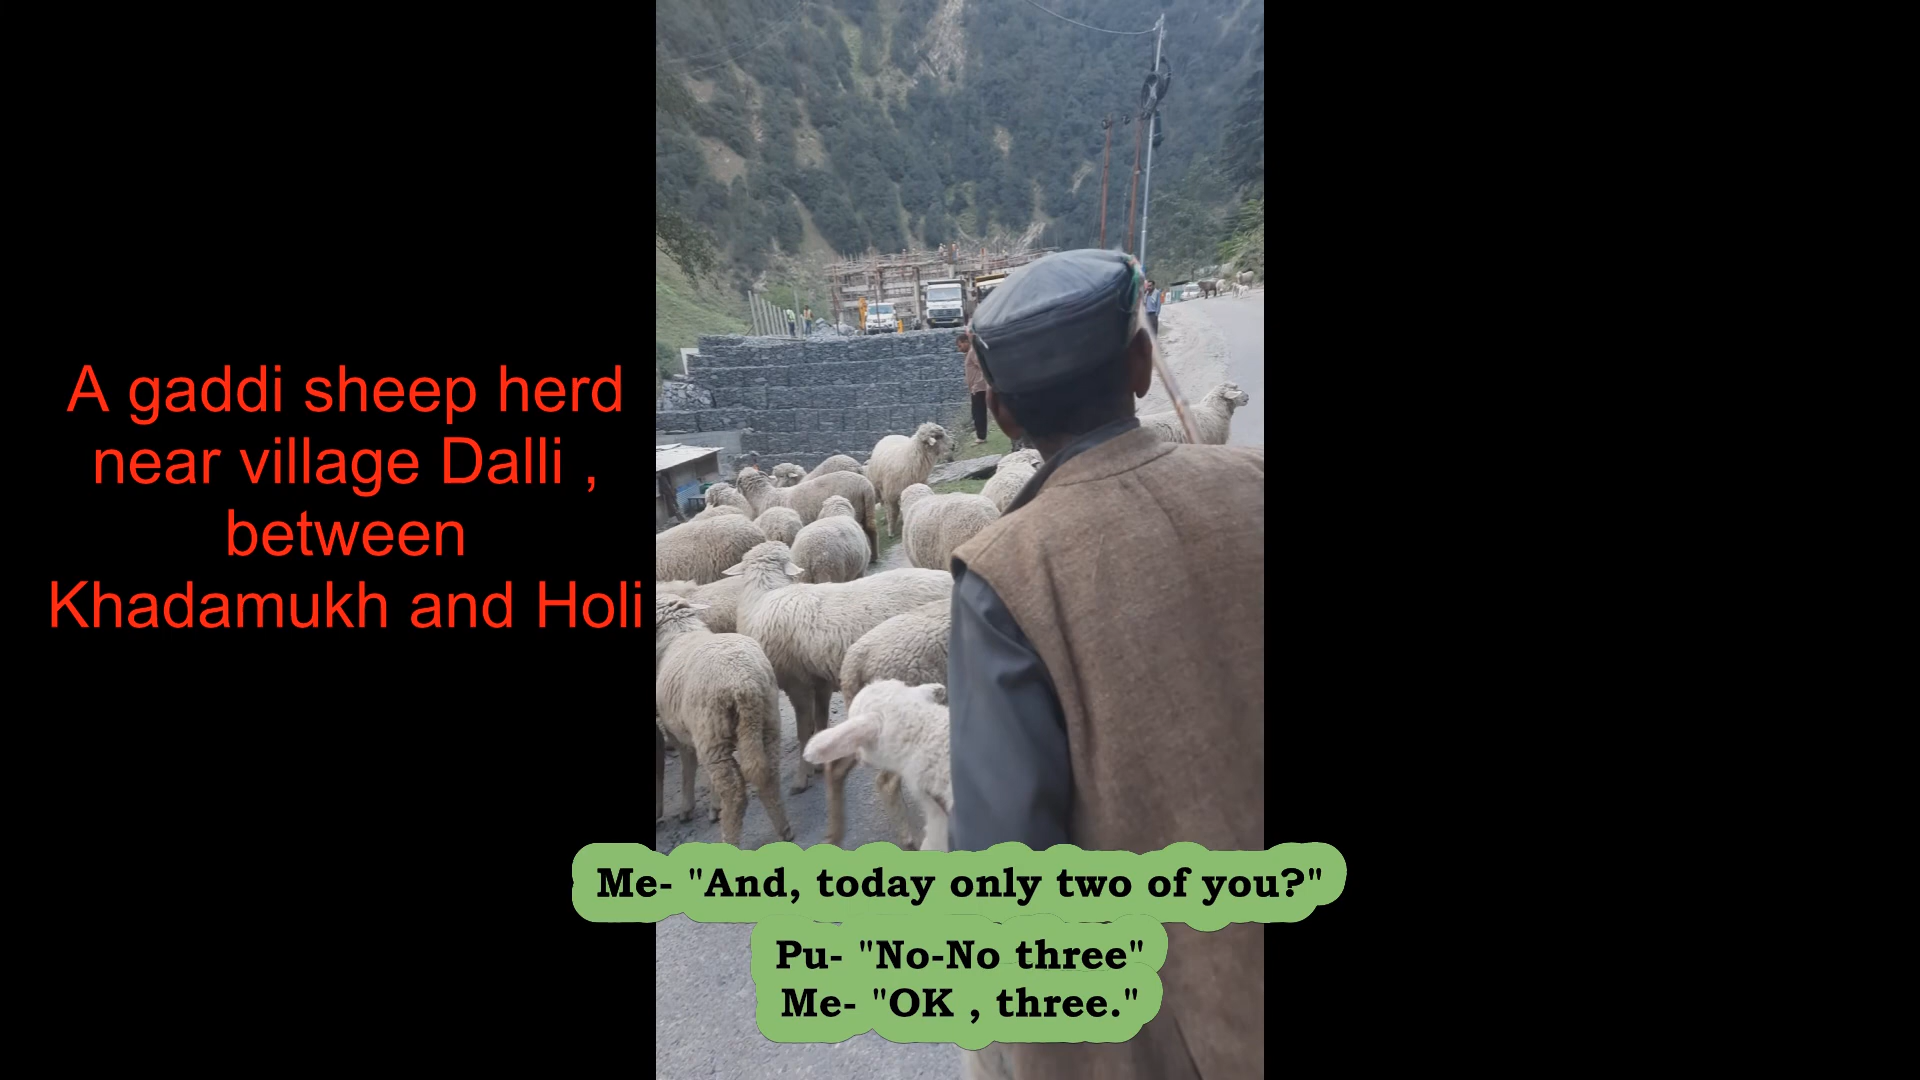 A gaddi sheep herd
near village Dalli ,
between
Khadamukh and Holi
Me- "And, today only two of you?"
Pu- "No-No three"
Me- "OK , three."